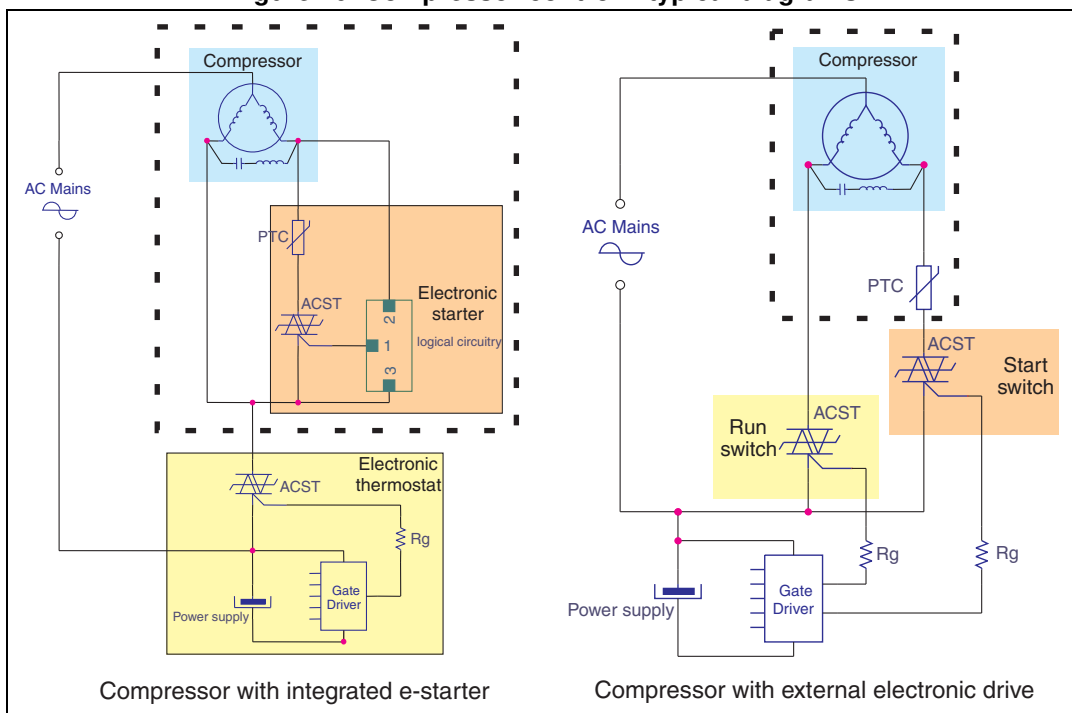 Compressor
AC Mains
PTC
ACST
Electronic
starter
logical circuitry
2
1
3
Electronic
thermostat
ACST
Rg
Gate
Driver
Power supply
Compressor with integrated e-starter
Compressor
AC Mains
PTC
ACST
Start
switch
ACST
Run
switch
Rg
Rg
Gate
Driver
Power supply
Compressor with external electronic drive